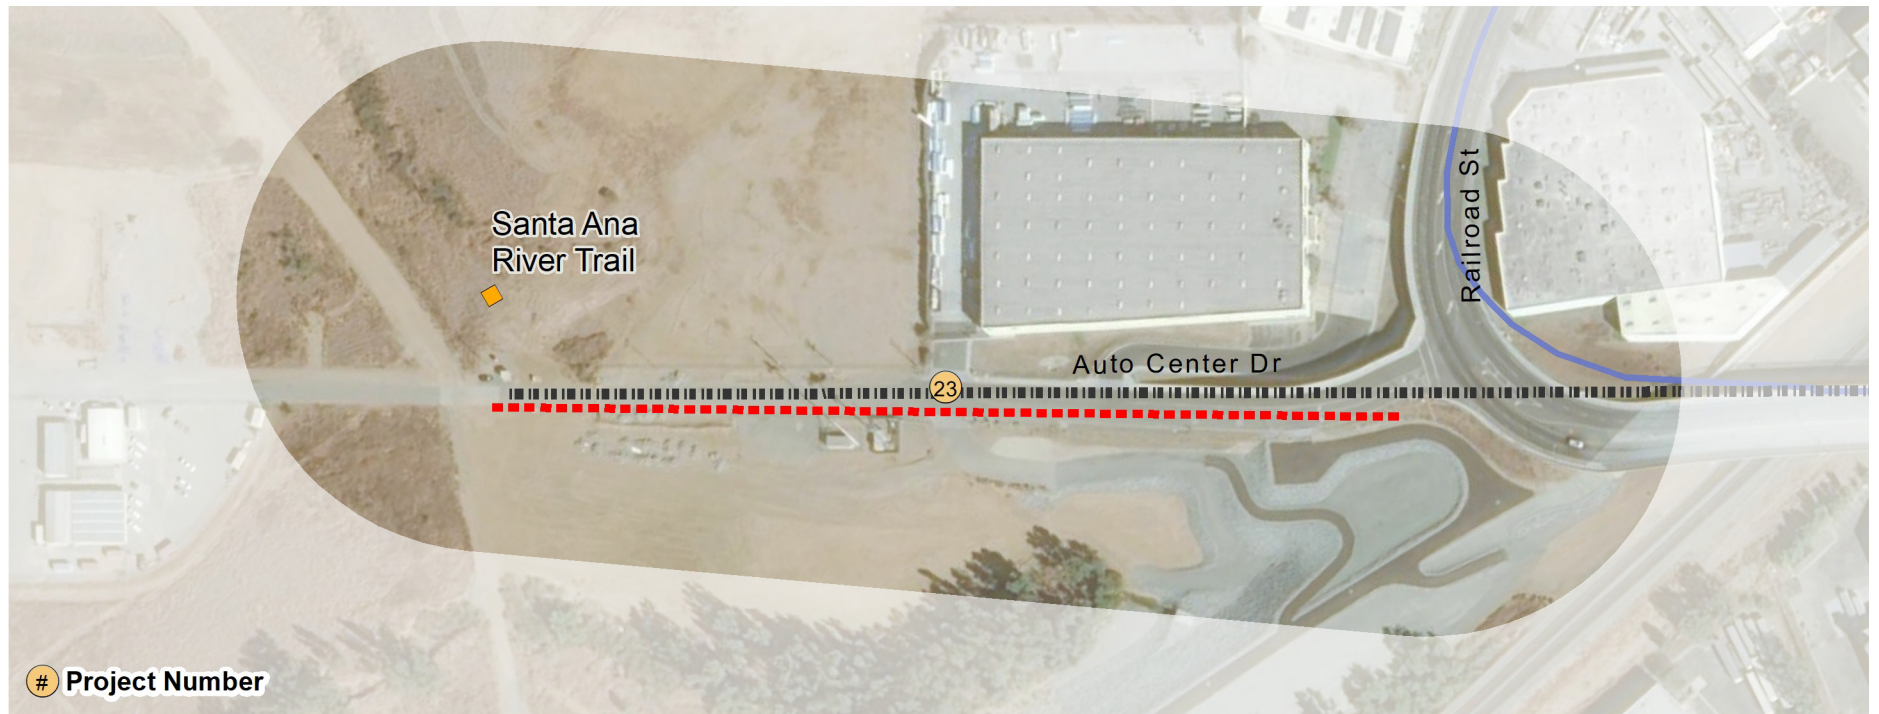 Santa Ana
River Trail
Railroad St
Auto Center Dr
23
# Project Number